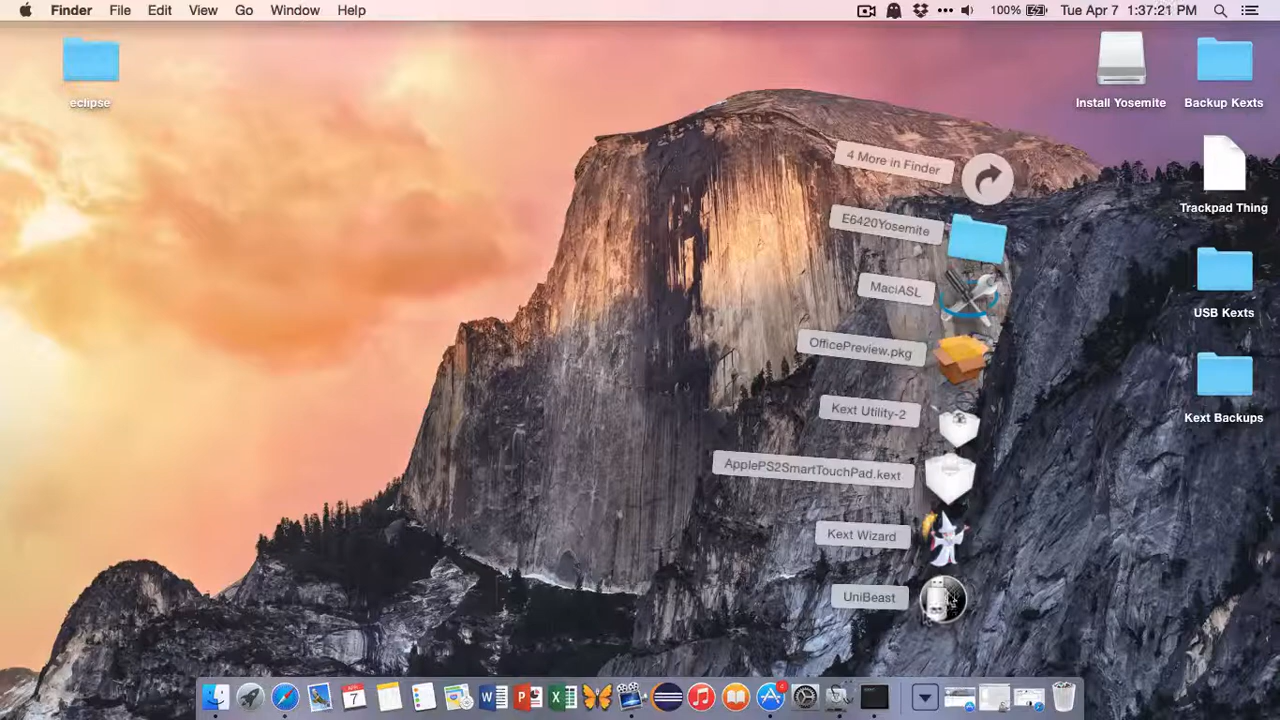 Finder File Edit View Go Window Help
100% Tue Apr 7 1:37:21 PM
eclipse
Install Yosemite
Backup Kexts
4 More in Finder
Trackpad Thing
E6420Yosemite
MaciASL
USB Kexts
OfficePreview.pkg
Kext Utility-2
Kext Backups
ApplePS2SmartTouchPad.kext
Kext Wizard
UniBeast
7